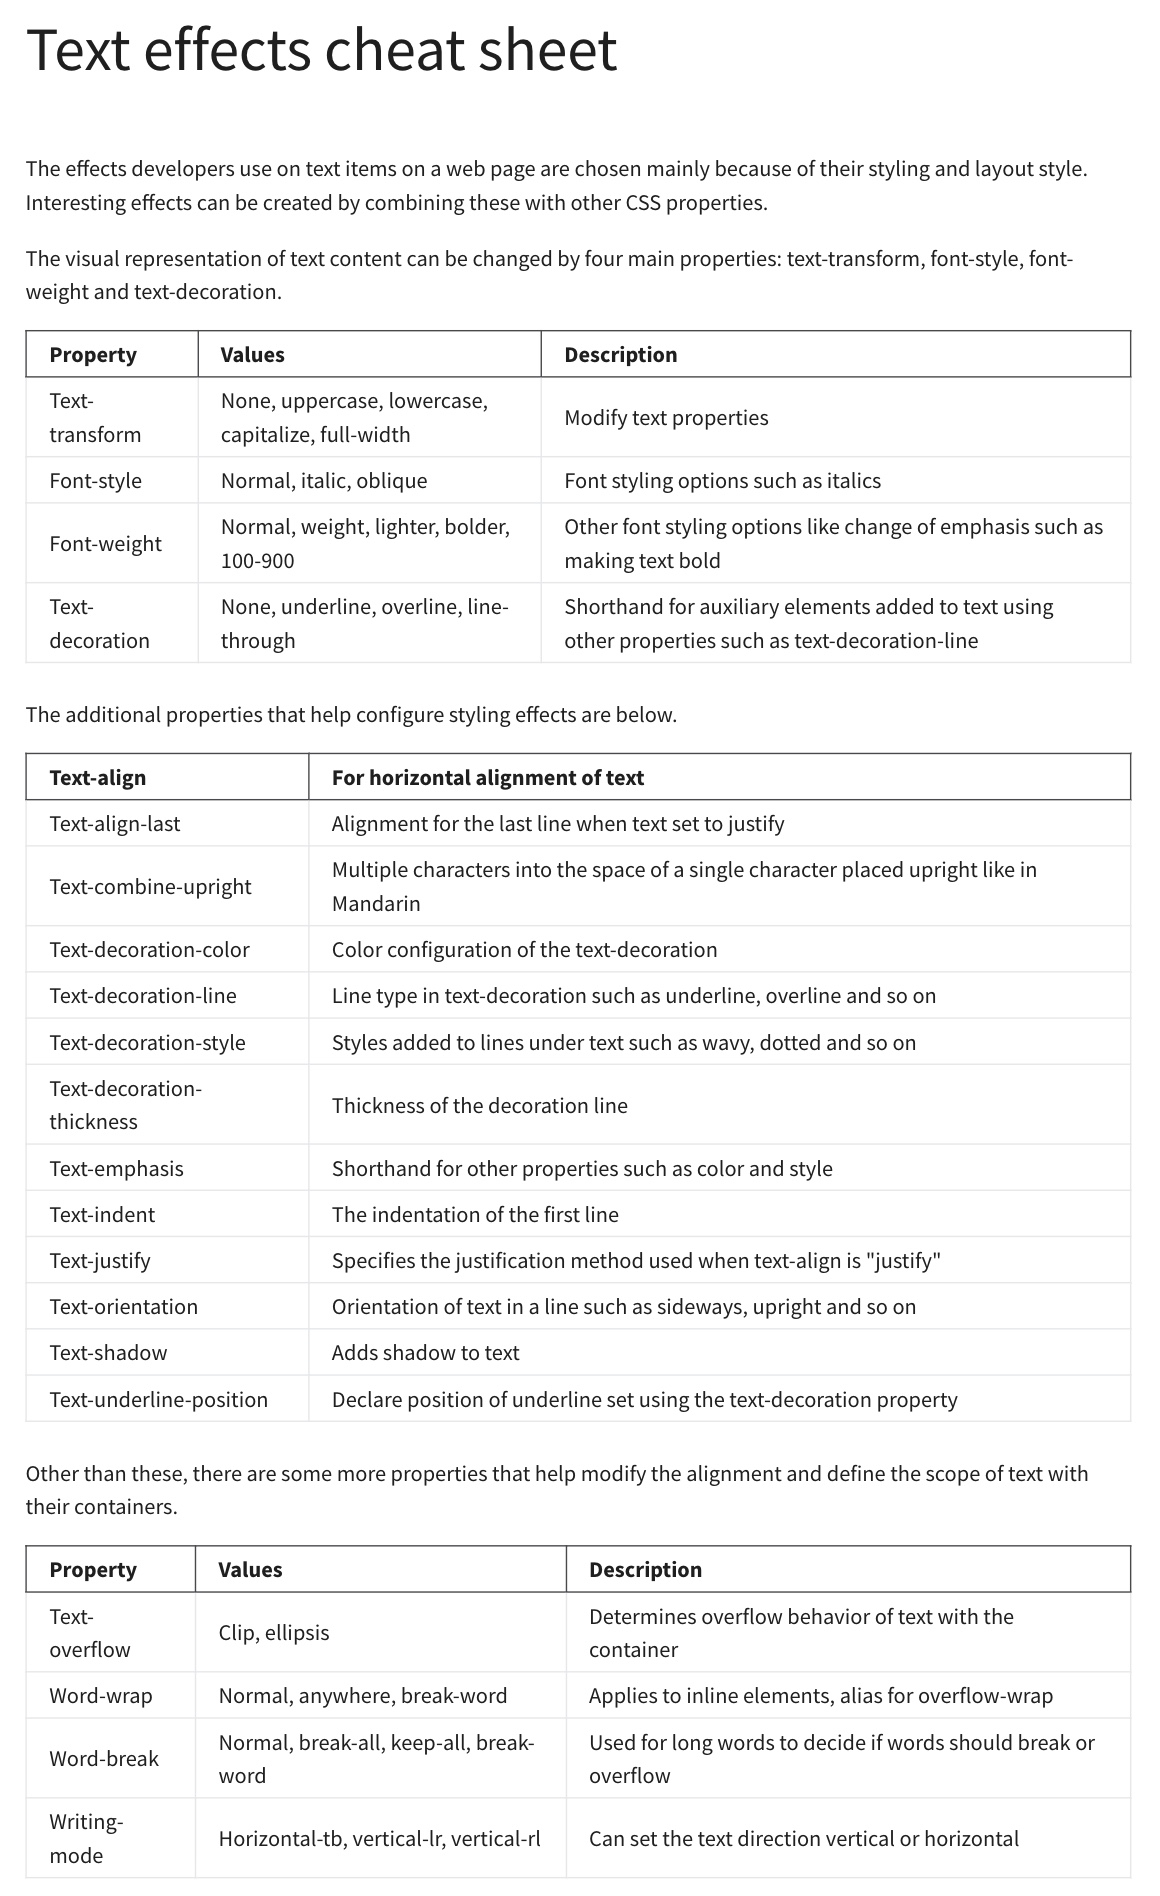 Text effects cheat sheet
The effects developers use on text items on a web page are chosen mainly because of their styling and layout style.
Interesting effects can be created by combining these with other CSS properties.
The visual representation of text content can be changed by four main properties: text-transform, font-style, font-
weight and text-decoration.
Property Values Description
Text-
transform
None, uppercase, lowercase,
capitalize, full-width
Modify text properties
Font-style Normal, italic, oblique Font styling options such as italics
Font-weight
Normal, weight, lighter, bolder,
100-900
Other font styling options like change of emphasis such as
making text bold
Text-
decoration
None, underline, overline, line-
through
Shorthand for auxiliary elements added to text using
other properties such as text-decoration-line
The additional properties that help configure styling effects are below.
Text-align For horizontal alignment of text
Text-align-last Alignment for the last line when text set to justify
Text-combine-upright
Multiple characters into the space of a single character placed upright like in
Mandarin
Text-decoration-color Color configuration of the text-decoration
Text-decoration-line Line type in text-decoration such as underline, overline and so on
Text-decoration-style Styles added to lines under text such as wavy, dotted and so on
Text-decoration-
thickness
Thickness of the decoration line
Text-emphasis Shorthand for other properties such as color and style
Text-indent The indentation of the first line
Text-justify Specifies the justification method used when text-align is "justify"
Text-orientation Orientation of text in a line such as sideways, upright and so on
Text-shadow Adds shadow to text
Text-underline-position Declare position of underline set using the text-decoration property
Other than these, there are some more properties that help modify the alignment and define the scope of text with
their containers.
Property Values Description
Text-
overflow
Clip, ellipsis
Determines overflow behavior of text with the
container
Word-wrap Normal, anywhere, break-word Applies to inline elements, alias for overflow-wrap
Word-break
Normal, break-all, keep-all, break-
word
Used for long words to decide if words should break or
overflow
Writing-
mode
Horizontal-tb, vertical-lr, vertical-rl
Can set the text direction vertical or horizontal